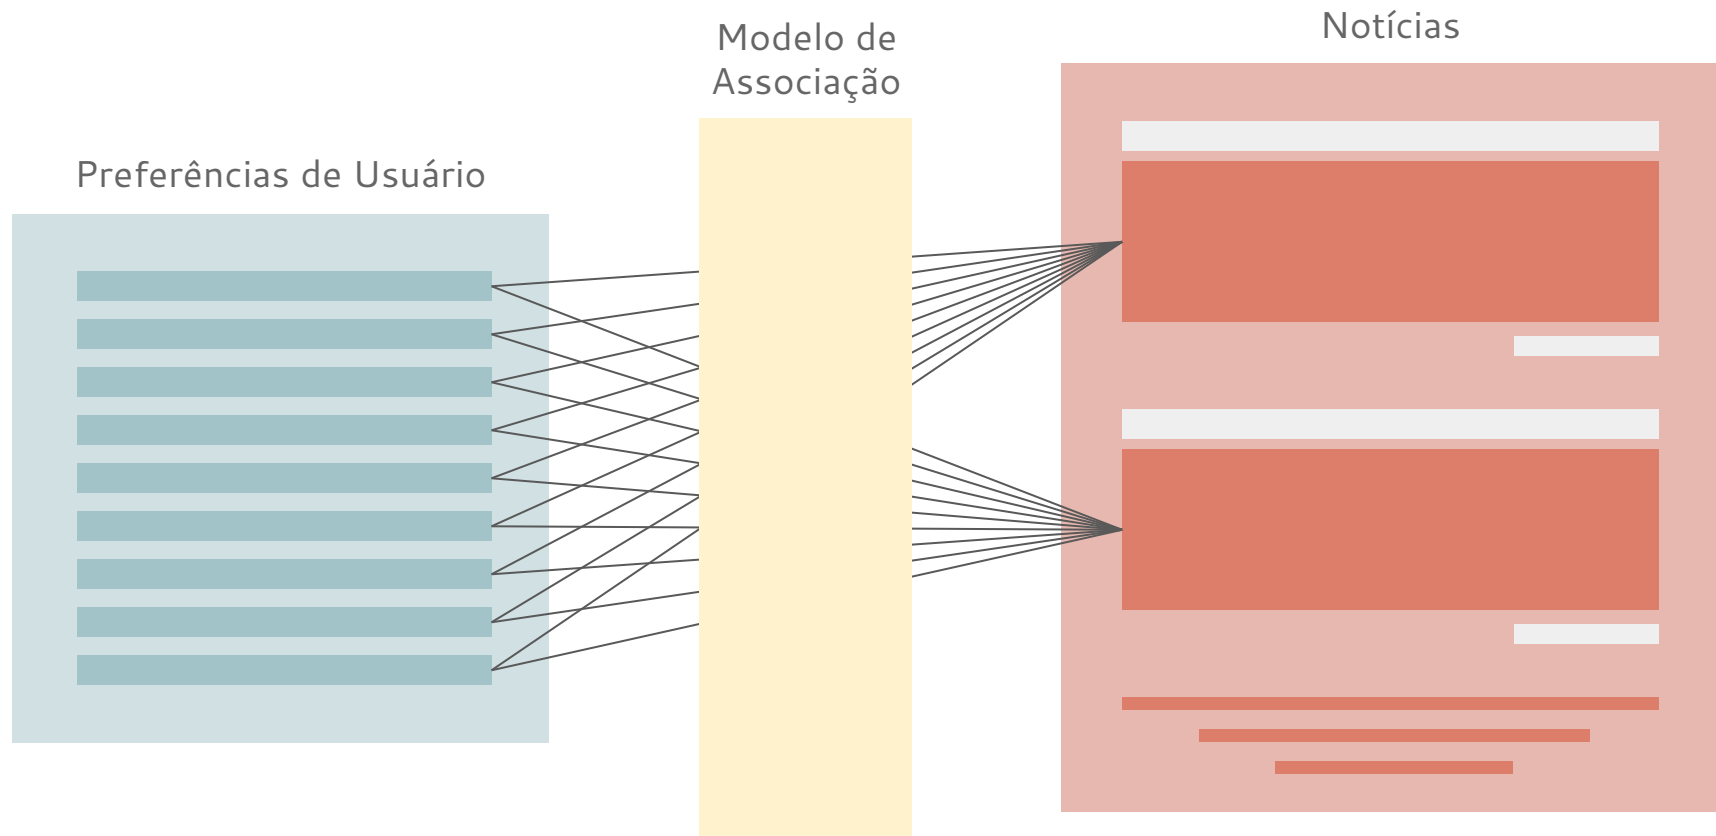 Preferências de Usuário
Modelo de
Associação
Notícias